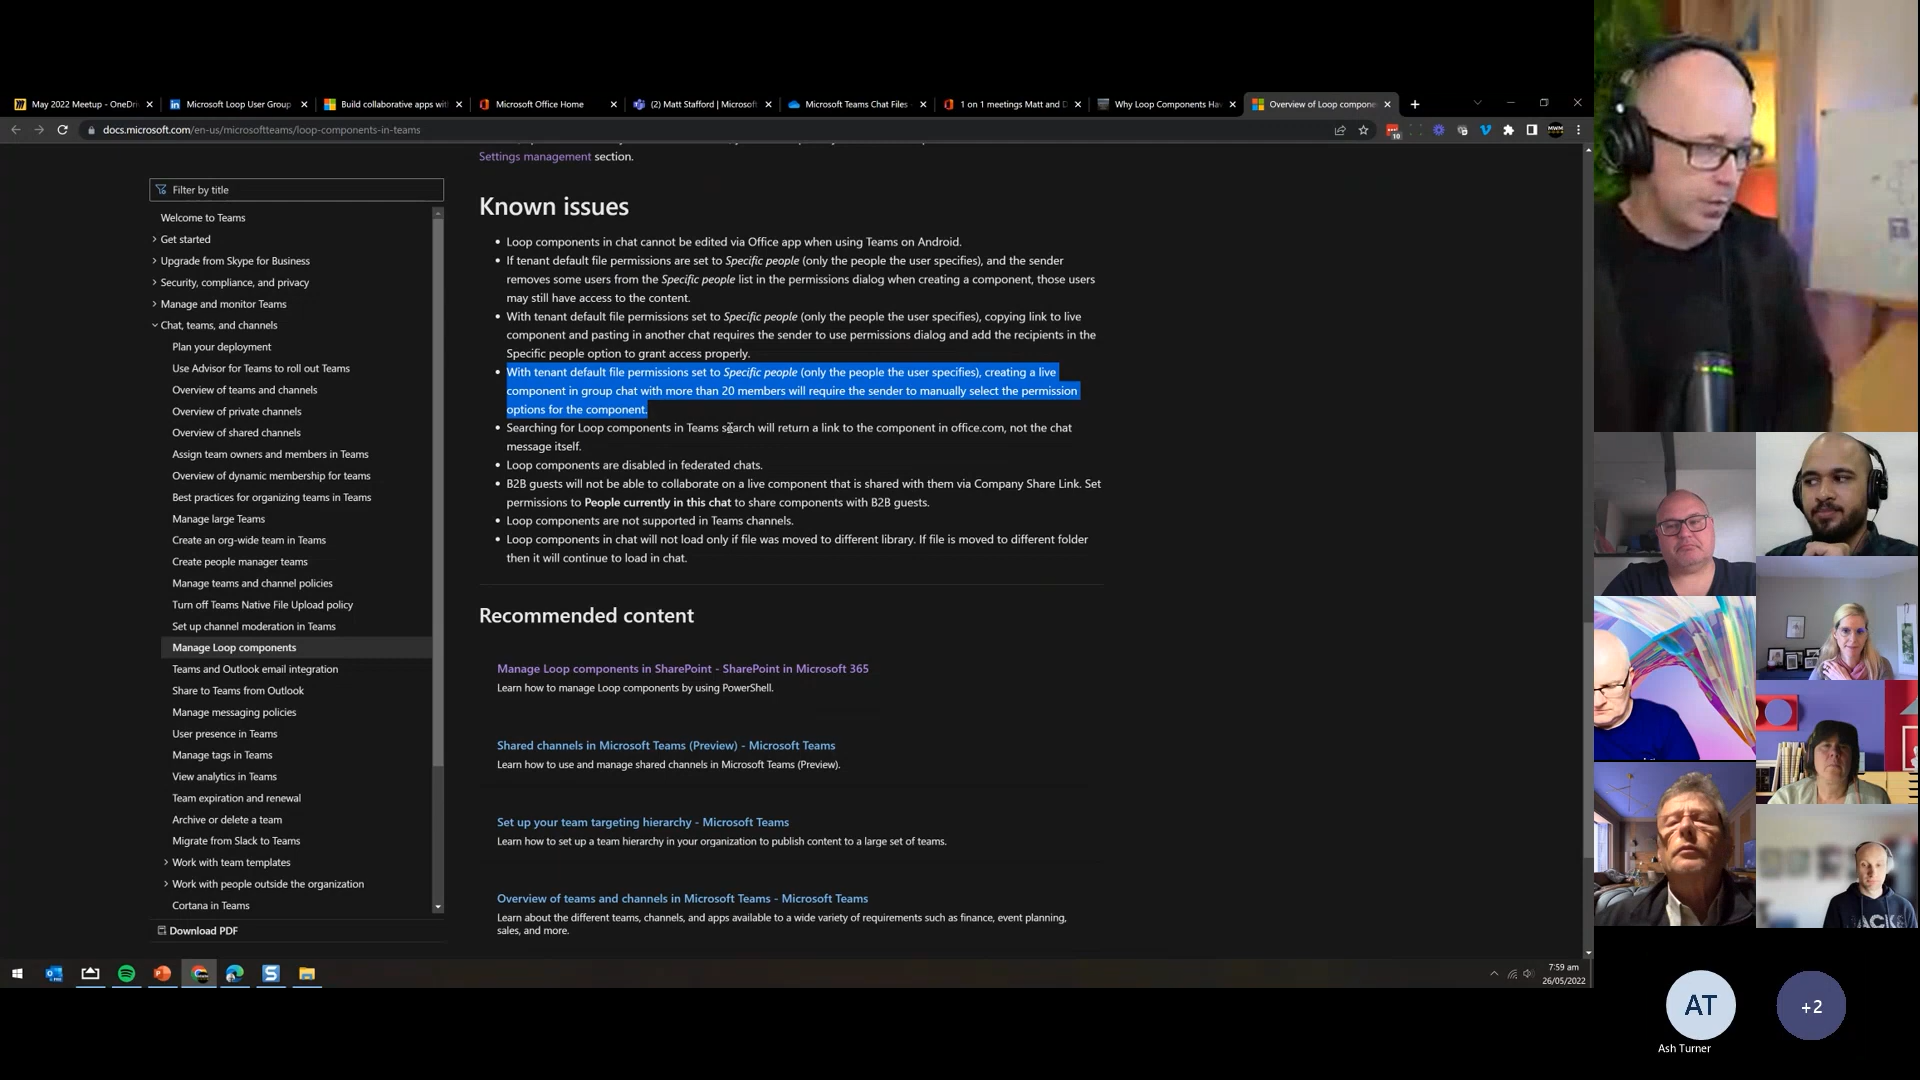 May 2022 Meetup - OneDri
Microsoft Loop User Group
Build collaborative apps wit
Microsoft Office Home
(2) Matt Stafford | Microsof
Microsoft Teams Chat Files -
1 on 1 meetings Matt and D
Why Loop Components Ha
Overview of Loop compone
docs.microsoft.com/en-us/microsoftteams/loop-components-in-teams
10
MWM
Settings management section.
Filter by title
Welcome to Teams
Get started
Upgrade from Skype for Business
Security, compliance, and privacy
Manage and monitor Teams
Chat, teams, and channels
Plan your deployment
Use Advisor for Teams to roll out Teams
Overview of teams and channels
Overview of private channels
Overview of shared channels
Assign team owners and members in Teams
Overview of dynamic membership for teams
Best practices for organizing teams in Teams
Manage large Teams
Create an org-wide team in Teams
Create people manager teams
Manage teams and channel policies
Turn off Teams Native File Upload policy
Set up channel moderation in Teams
Manage Loop components
Teams and Outlook email integration
Share to Teams from Outlook
Manage messaging policies
User presence in Teams
Manage tags in Teams
View analytics in Teams
Team expiration and renewal
Archive or delete a team
Migrate from Slack to Teams
Work with team templates
Work with people outside the organization
Cortana in Teams
Download PDF
Known issues
Loop components in chat cannot be edited via Office app when using Teams on Android.
If tenant default file permissions are set to Specific people (only the people the user specifies), and the sender
removes some users from the Specific people list in the permissions dialog when creating a component, those users
may still have access to the content.
With tenant default file permissions set to Specific people (only the people the user specifies), copying link to live
component and pasting in another chat requires the sender to use permissions dialog and add the recipients in the
Specific people option to grant access properly.
With tenant default file permissions set to Specific people (only the people the user specifies), creating a live
component in group chat with more than 20 members will require the sender to manually select the permission
options for the component.
Searching for Loop components in Teams search will return a link to the component in office.com, not the chat
message itself.
Loop components are disabled in federated chats.
B2B guests will not be able to collaborate on a live component that is shared with them via Company Share Link. Set
permissions to People currently in this chat to share components with B2B guests.
Loop components are not supported in Teams channels.
Loop components in chat will not load only if file was moved to different library. If file is moved to different folder
then it will continue to load in chat.
Recommended content
Manage Loop components in SharePoint - SharePoint in Microsoft 365
Learn how to manage Loop components by using PowerShell.
Shared channels in Microsoft Teams (Preview) - Microsoft Teams
Learn how to use and manage shared channels in Microsoft Teams (Preview).
Set up your team targeting hierarchy - Microsoft Teams
Learn how to set up a team hierarchy in your organization to publish content to a large set of teams.
Overview of teams and channels in Microsoft Teams - Microsoft Teams
Learn about the different teams, channels, and apps available to a wide variety of requirements such as finance, event planning,
sales, and more.
7:59 am
26/05/2022
AT
+2
Ash Turner